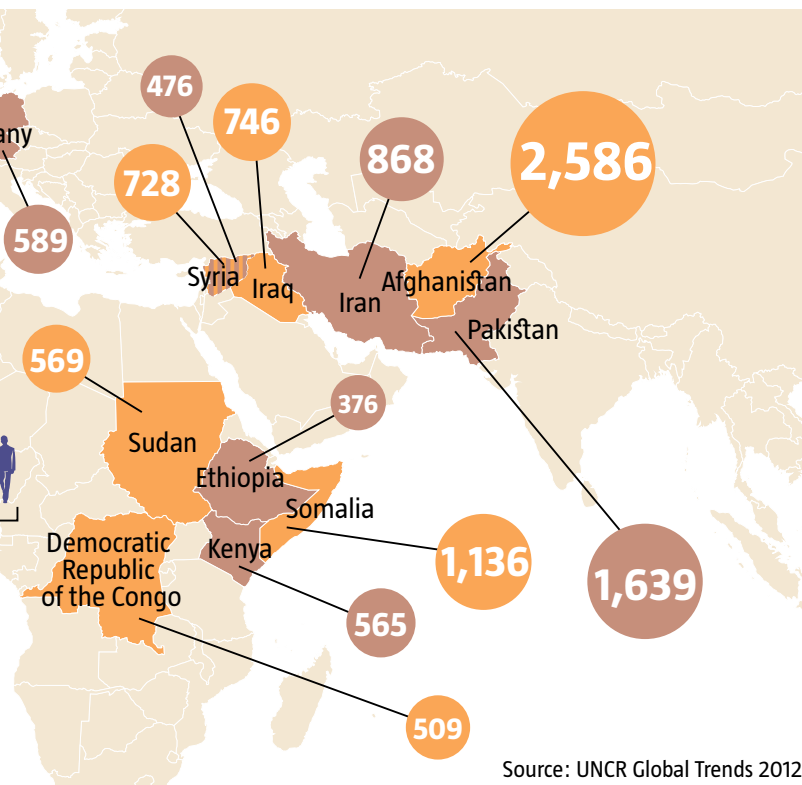 476
746
868
2,586
any
728
589
Syria
Iraq
Iran
Afghanistan
Pakistan
569
376
Sudan
Ethiopia
Somalia
Democratic
Republic
of the Congo
Kenya
1,136
1,639
565
509
Source: UNCR Global Trends 2012